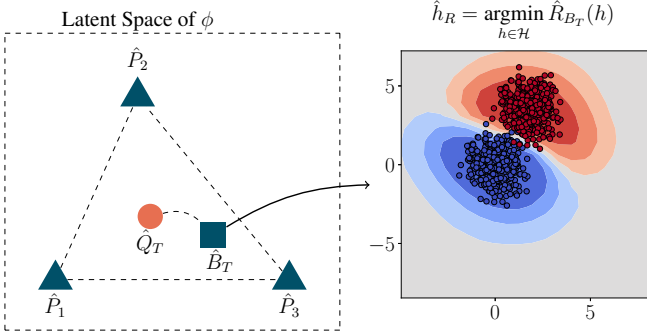 Latent Space of ϕ
P̂₂
Q̂_T
B̂_T
P̂₁
P̂₃
ĥ_R = argmin R̂_{B_T}(h)
h∈ℋ
5
0
−5
0
5